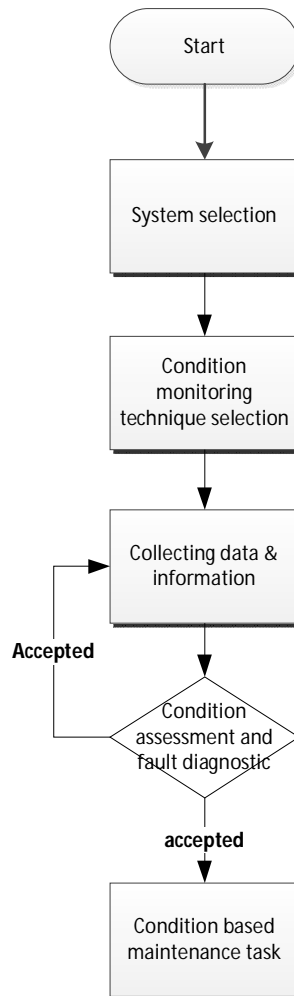 Start
System selection
Condition
monitoring
technique selection
Collecting data &
information
Accepted
Condition
assessment and
fault diagnostic
accepted
Condition based
maintenance task